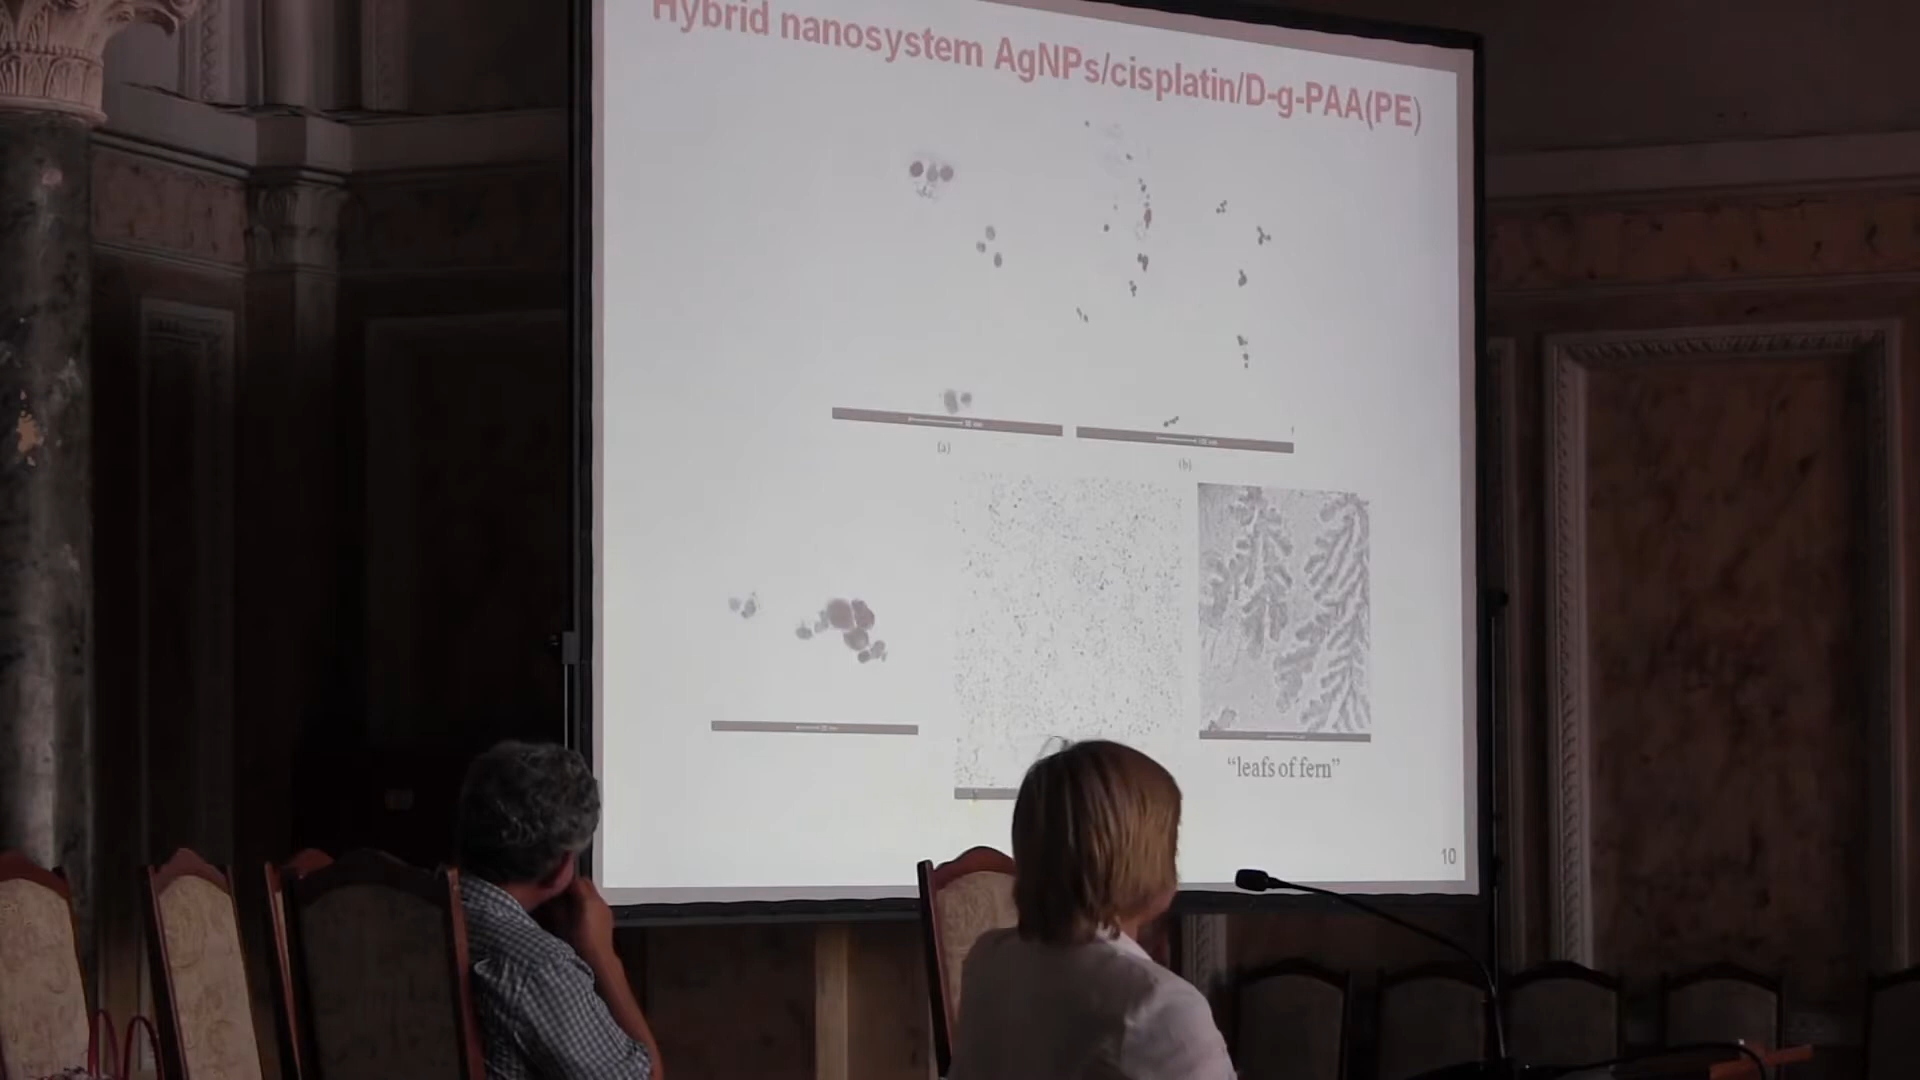 Hybrid nanosystem AgNPs/cisplatin/D-g-PAA(PE)
(a)
(b)
“leafs of fern”
10